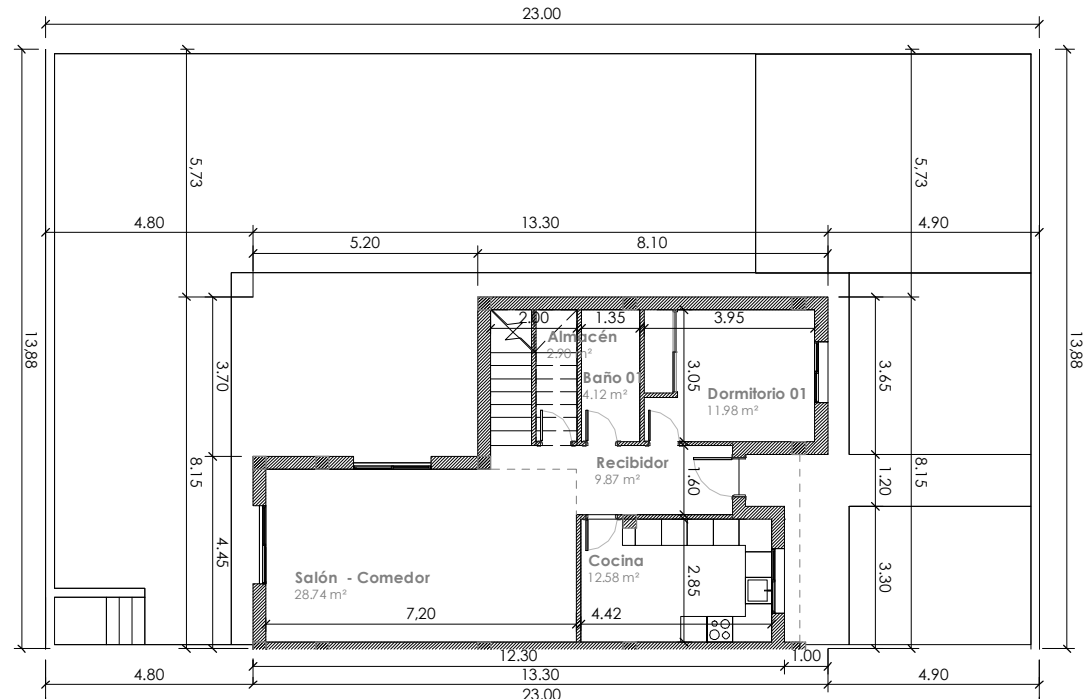 23.00
5,73
5,73
4.80
13.30
4.90
5.20
8.10
2.00
1.35
3.95
Almacén
2.90 m²
13,88
3.70
Baño 01
4.12 m²
3.05
Dormitorio 01
11.98 m²
3.65
13,88
8.15
Recibidor
9.87 m²
1.60
1.20
8.15
4.45
Salón - Comedor
28.74 m²
Cocina
12.58 m²
2.85
3.30
7,20
4.42
12.30
1.00
4.80
13.30
4.90
23.00